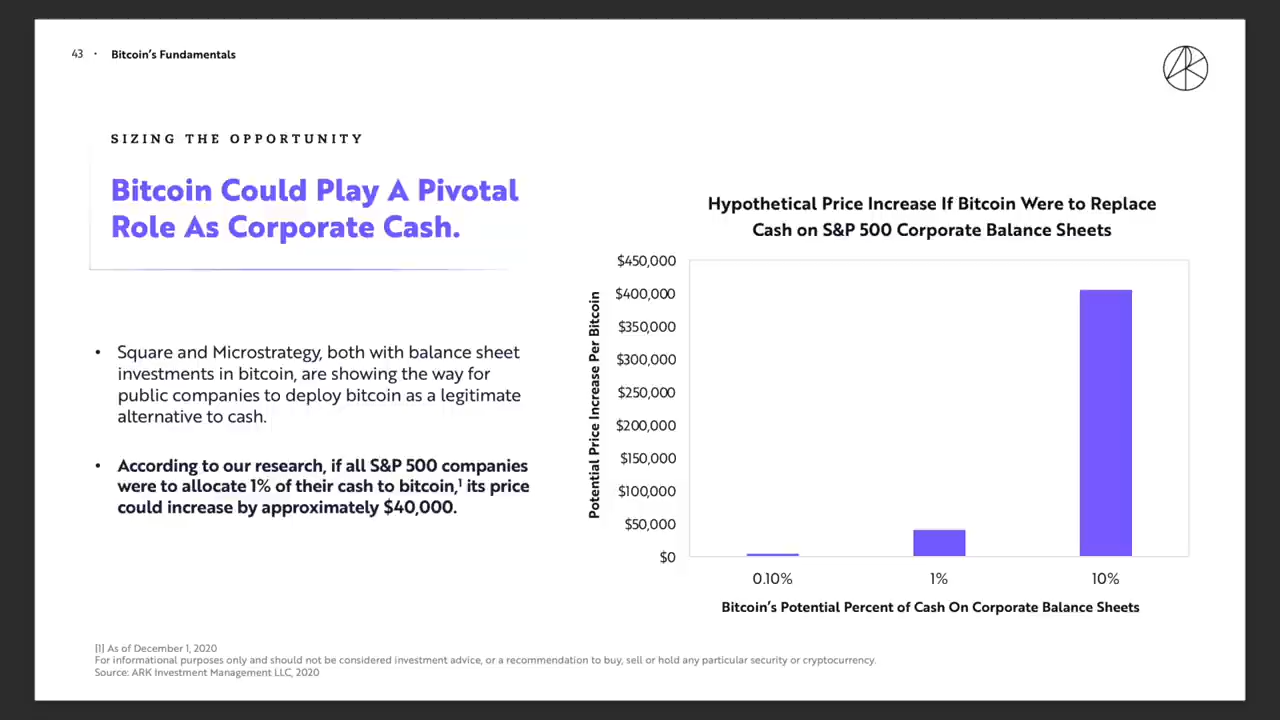 43 · Bitcoin's Fundamentals
SIZING THE OPPORTUNITY
Bitcoin Could Play A Pivotal
Role As Corporate Cash.
• Square and Microstrategy, both with balance sheet
investments in bitcoin, are showing the way for
public companies to deploy bitcoin as a legitimate
alternative to cash.
• According to our research, if all S&P 500 companies
were to allocate 1% of their cash to bitcoin,¹ its price
could increase by approximately $40,000.
Hypothetical Price Increase If Bitcoin Were to Replace
Cash on S&P 500 Corporate Balance Sheets
Potential Price Increase Per Bitcoin
$450,000
$400,000
$350,000
$300,000
$250,000
$200,000
$150,000
$100,000
$50,000
$0
0.10%
1%
10%
Bitcoin's Potential Percent of Cash On Corporate Balance Sheets
[1] As of December 1, 2020
For informational purposes only and should not be considered investment advice, or a recommendation to buy, sell or hold any particular security or cryptocurrency.
Source: ARK Investment Management LLC, 2020
ARK